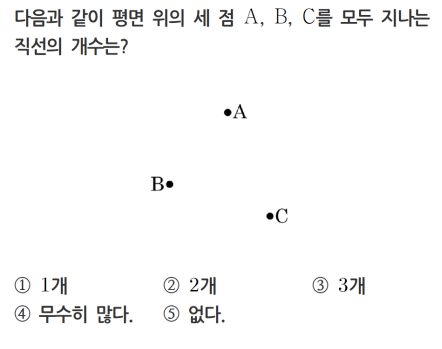 다음과 같이 평면 위의 세 점 A, B, C를 모두 지나는
직선의 개수는?
A
B
C
① 1개 ② 2개 ③ 3개
④ 무수히 많다. ⑤ 없다.